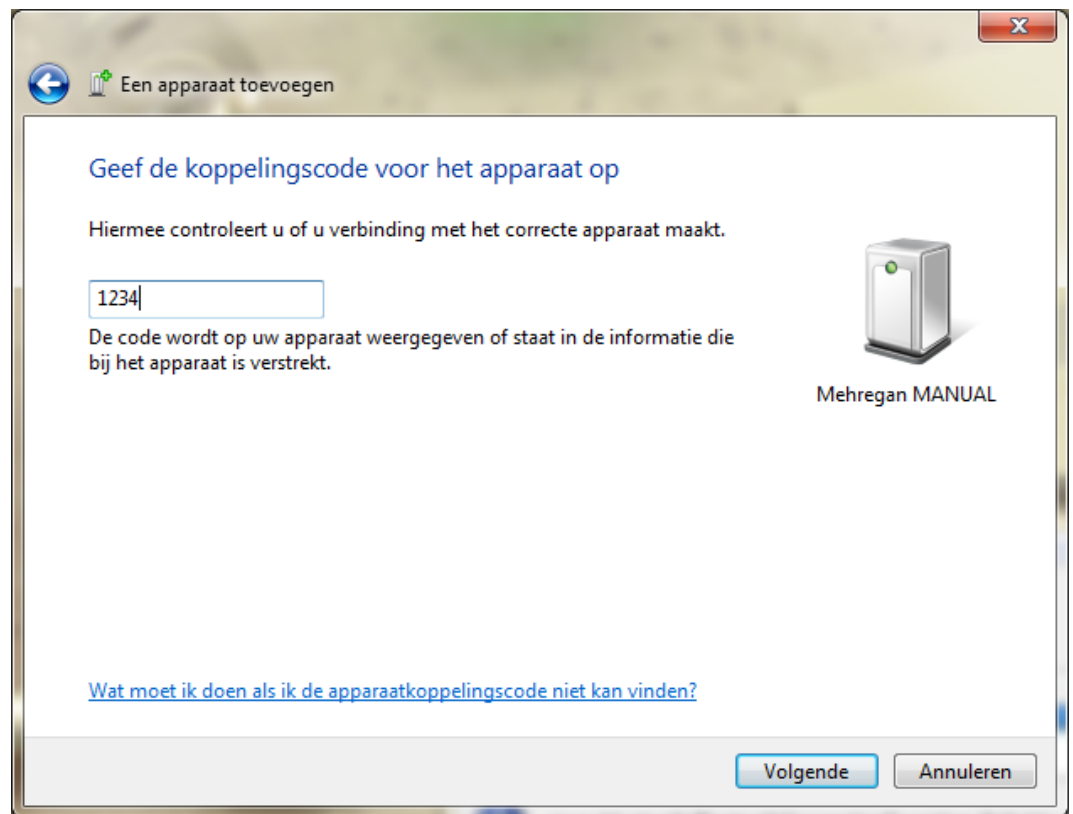 Een apparaat toevoegen
Geef de koppelingscode voor het apparaat op
Hiermee controleert u of u verbinding met het correcte apparaat maakt.
1234
De code wordt op uw apparaat weergegeven of staat in de informatie die
bij het apparaat is verstrekt.
Mehregan MANUAL
Wat moet ik doen als ik de apparaatkoppelingscode niet kan vinden?
Volgende
Annuleren